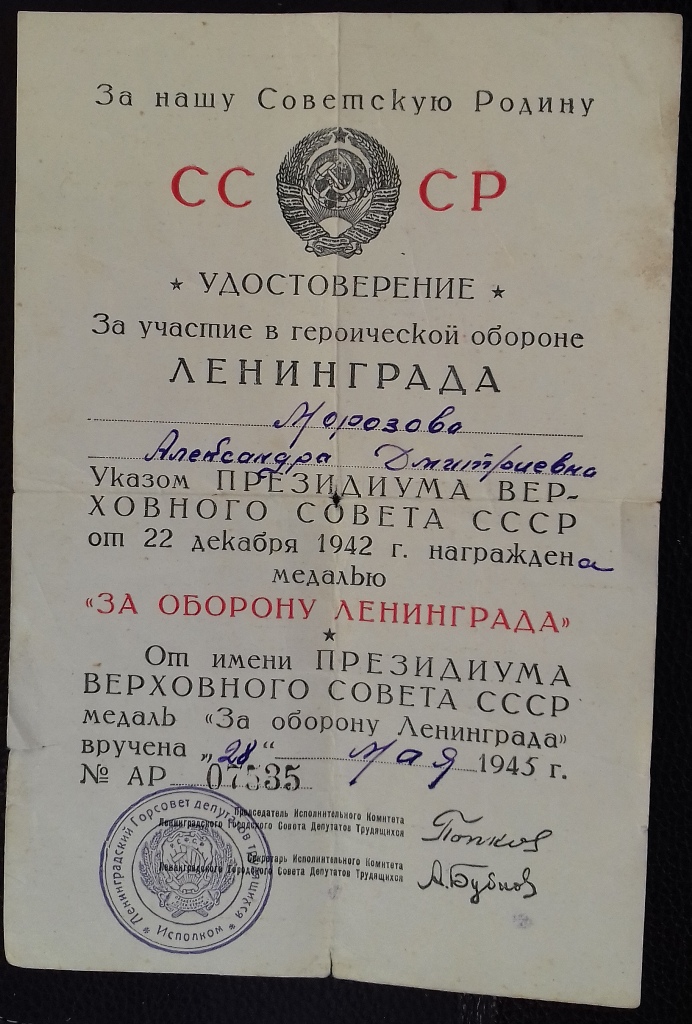 За нашу Советскую Родину
СС СР
★ УДОСТОВЕРЕНИЕ ★
За участие в героической обороне
ЛЕНИНГРАДА
Морозова
Александра Дмитриевна
Указом ПРЕЗИДИУМА ВЕР-
ХОВНОГО СОВЕТА СССР
от 22 декабря 1942 г. награждена
медалью
«ЗА ОБОРОНУ ЛЕНИНГРАДА»
★
От имени ПРЕЗИДИУМА
ВЕРХОВНОГО СОВЕТА СССР
медаль «За оборону Ленинграда»
вручена „28“ мая 1945 г.
№ АР 07535
Председатель Исполнительного Комитета
Ленинградского Городского Совета Депутатов Трудящихся
Попков
Секретарь Исполнительного Комитета
Ленинградского Городского Совета Депутатов Трудящихся
А.Бубнов
Ленинградский Горсовет депутатов трудящихся
★ Исполком ★